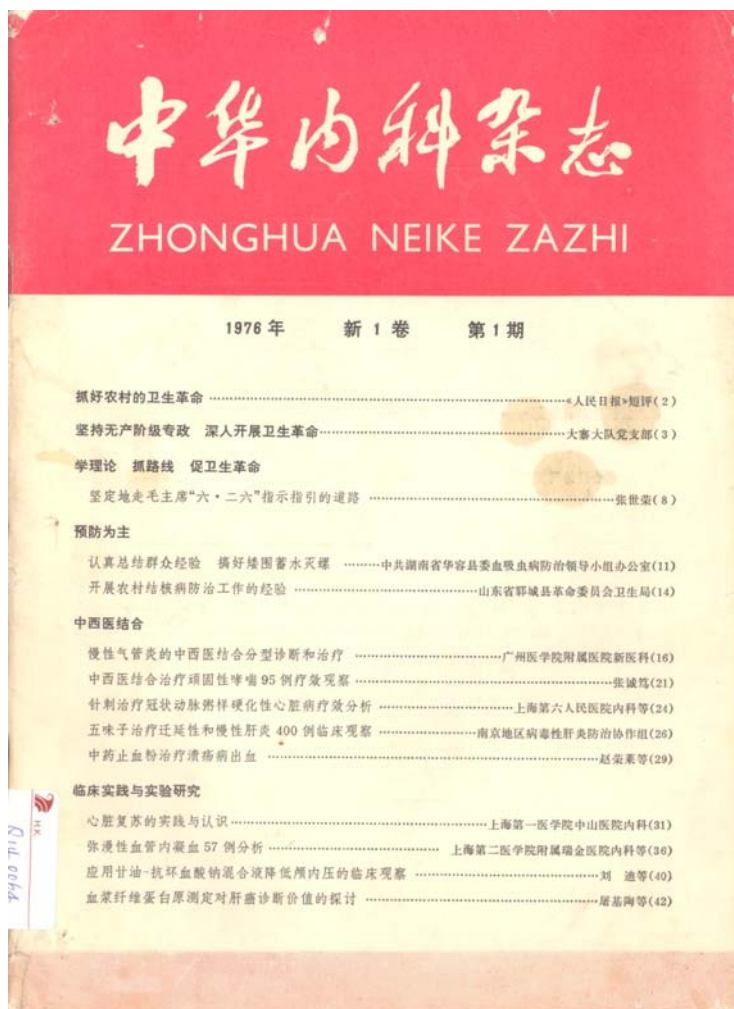 中华内科杂志
ZHONGHUA NEIKE ZAZHI
1976年 新1卷 第1期
抓好农村的卫生革命 ……《人民日报》短评(2)
坚持无产阶级专政 深入开展卫生革命……大寨大队党支部(3)
学理论 抓路线 促卫生革命
坚定地走毛主席“六·二六”指示指引的道路 ……张世荣(8)
预防为主
认真总结群众经验 搞好矮围蓄水灭螺 ……中共湖南省华容县委血吸虫病防治领导小组办公室(11)
开展农村结核病防治工作的经验 ……山东省郓城县革命委员会卫生局(14)
中西医结合
慢性气管炎的中西医结合分型诊断和治疗 ……广州医学院附属医院新医科(16)
中西医结合治疗顽固性哮喘95例疗效观察……张诚笃(21)
针刺治疗冠状动脉粥样硬化性心脏病疗效分析 ……上海第六人民医院内科等(24)
五味子治疗迁延性和慢性肝炎400例临床观察……南京地区病毒性肝炎防治协作组(26)
中药止血粉治疗溃疡病出血 ……赵荣莱等(29)
临床实践与实验研究
心脏复苏的实践与认识……上海第一医学院中山医院内科(31)
弥漫性血管内凝血57例分析…… 上海第二医学院附属瑞金医院内科等(36)
应用甘油-抗坏血酸钠混合液降低颅内压的临床观察 ……刘 迪等(40)
血浆纤维蛋白原测定对肝癌诊断价值的探讨 ……屠基陶等(42)
HK